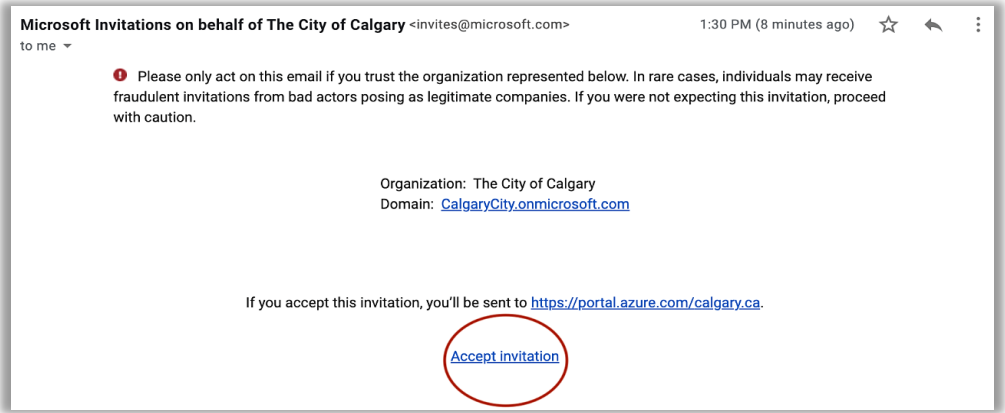 Microsoft Invitations on behalf of The City of Calgary <invites@microsoft.com> 1:30 PM (8 minutes ago)
to me
Please only act on this email if you trust the organization represented below. In rare cases, individuals may receive
fraudulent invitations from bad actors posing as legitimate companies. If you were not expecting this invitation, proceed
with caution.
Organization: The City of Calgary
Domain: CalgaryCity.onmicrosoft.com
If you accept this invitation, you'll be sent to https://portal.azure.com/calgary.ca.
Accept invitation